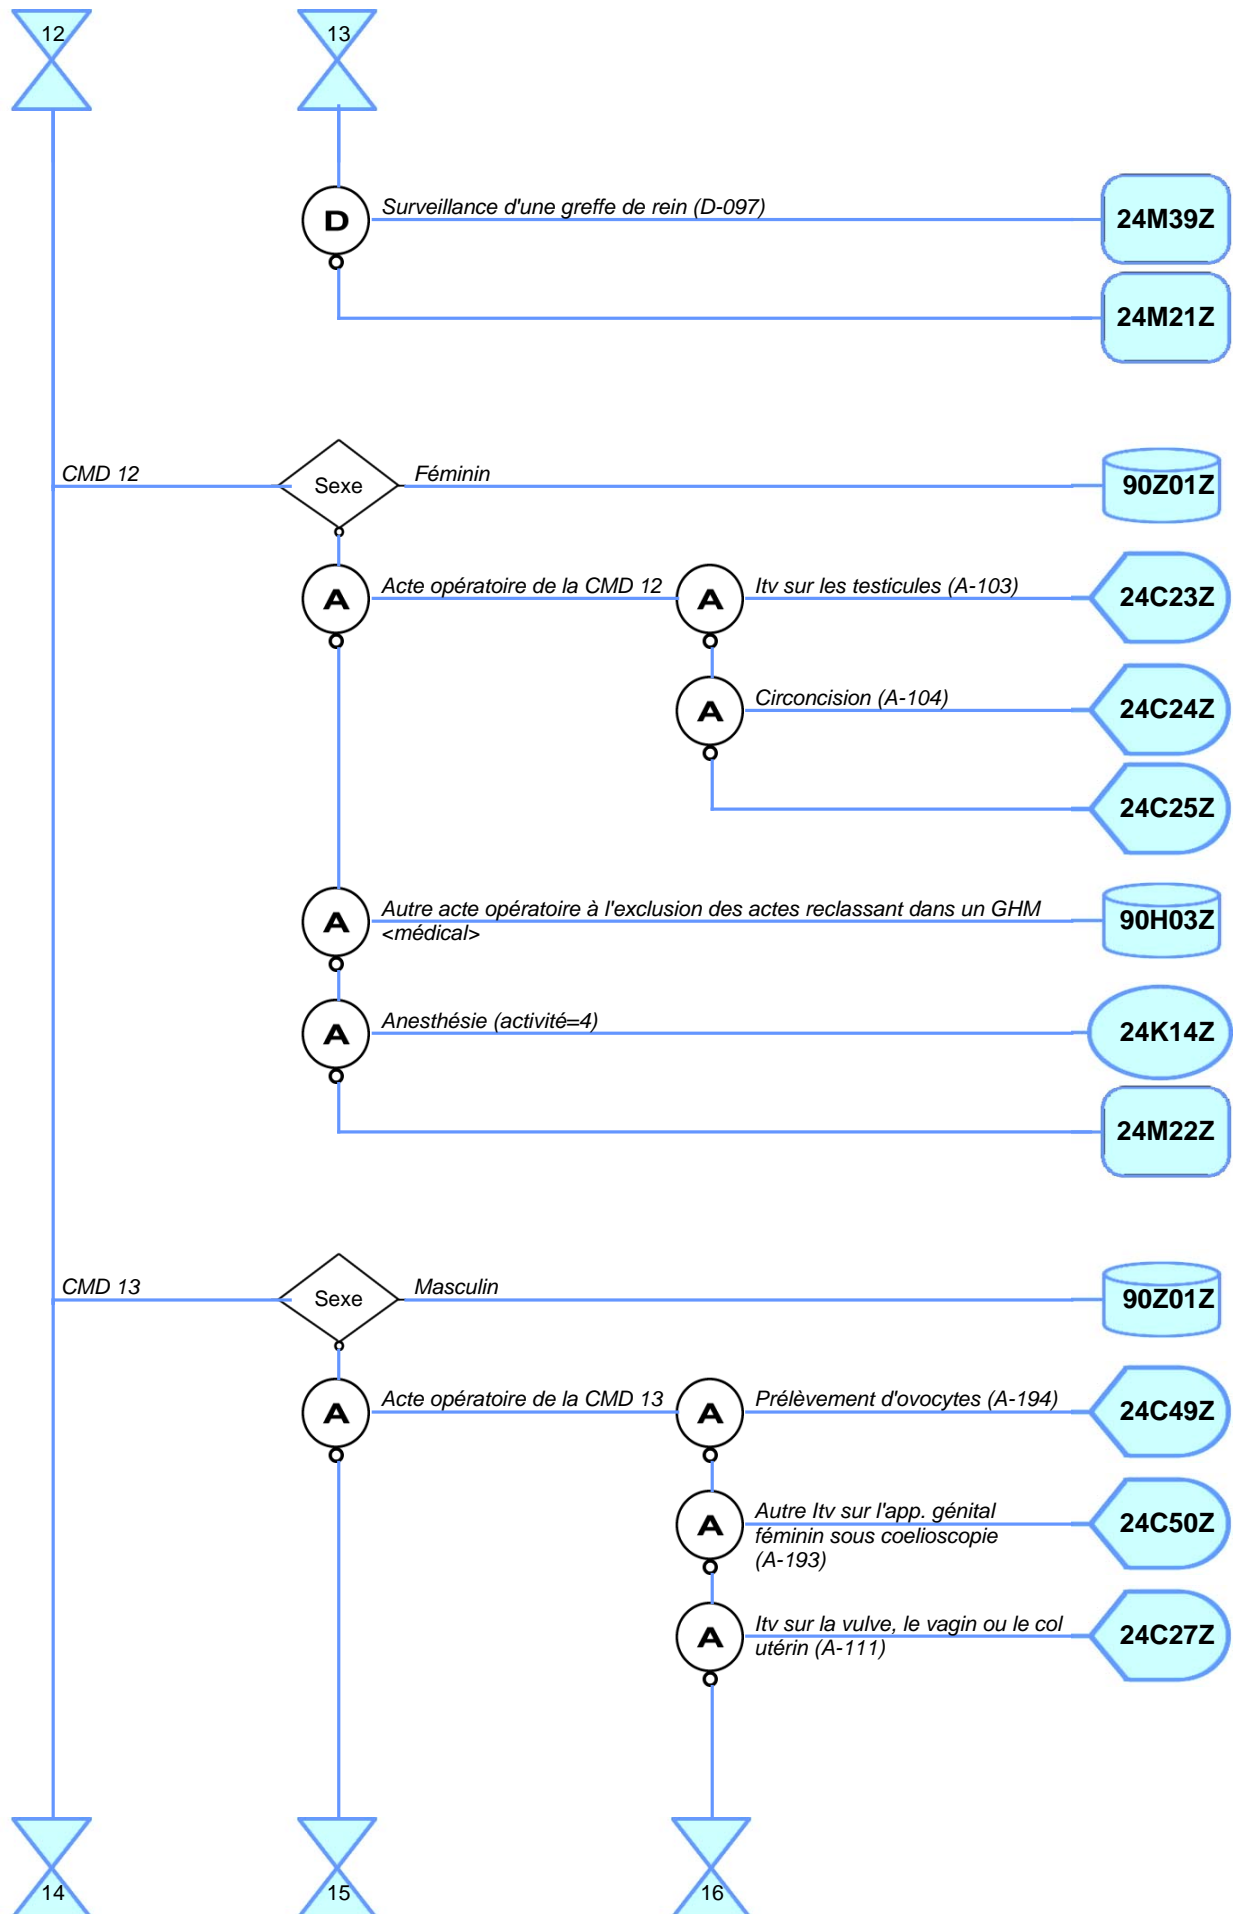 12
13
D
Surveillance d'une greffe de rein (D-097)
24M39Z
24M21Z
CMD 12
Sexe
Féminin
90Z01Z
A
Acte opératoire de la CMD 12
A
Itv sur les testicules (A-103)
24C23Z
A
Circoncision (A-104)
24C24Z
24C25Z
A
Autre acte opératoire à l'exclusion des actes reclassant dans un GHM
<médical>
90H03Z
A
Anesthésie (activité=4)
24K14Z
24M22Z
CMD 13
Sexe
Masculin
90Z01Z
A
Acte opératoire de la CMD 13
A
Prélèvement d'ovocytes (A-194)
24C49Z
A
Autre Itv sur l'app. génital
féminin sous coelioscopie
(A-193)
24C50Z
A
Itv sur la vulve, le vagin ou le col
utérin (A-111)
24C27Z
14
15
16